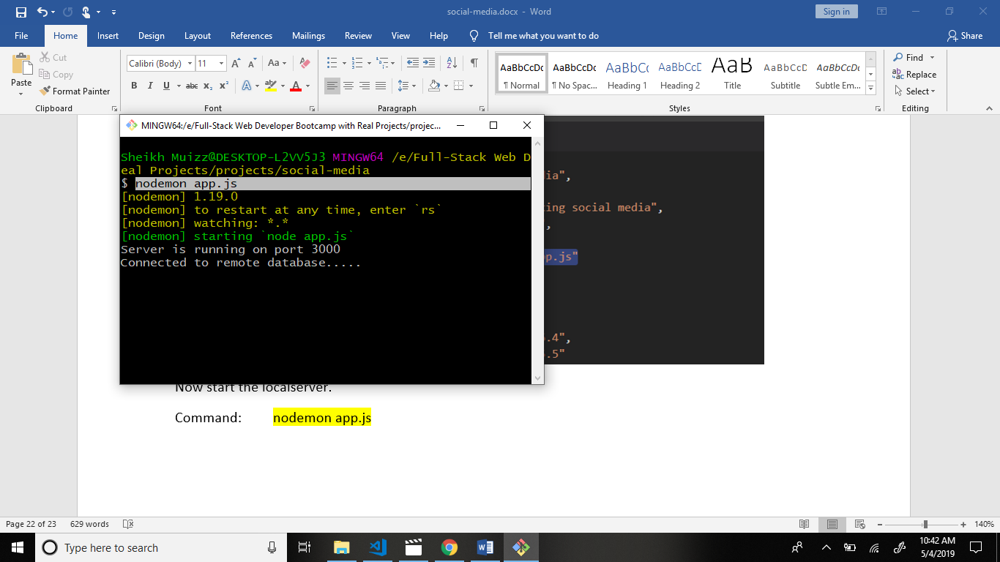 social-media.docx - Word
Sign in
File Home Insert Design Layout References Mailings Review View Help Tell me what you want to do Share
Paste
Cut
Copy
Format Painter
Clipboard
Calibri (Body) 11
Font
Paragraph
AaBbCcDc AaBbCcDc AaBbCc AaBbCcD AaB AaBbCcD AaBbCcDc
¶ Normal ¶ No Spac... Heading 1 Heading 2 Title Subtitle Subtle Em...
Styles
Find
Replace
Select
Editing
MINGW64:/e/Full-Stack Web Developer Bootcamp with Real Projects/projec...
Sheikh Muizz@DESKTOP-L2VV5J3 MINGW64 /e/Full-Stack Web D
eal Projects/projects/social-media
$ nodemon app.js
[nodemon] 1.19.0
[nodemon] to restart at any time, enter `rs`
[nodemon] watching: *.*
[nodemon] starting `node app.js`
Server is running on port 3000
Connected to remote database.....
ia",
ing social media",
,
p.js"
.4",
.5"
Now start the localserver.
Command: nodemon app.js
Page 22 of 23 629 words
140%
Type here to search
10:42 AM
5/4/2019